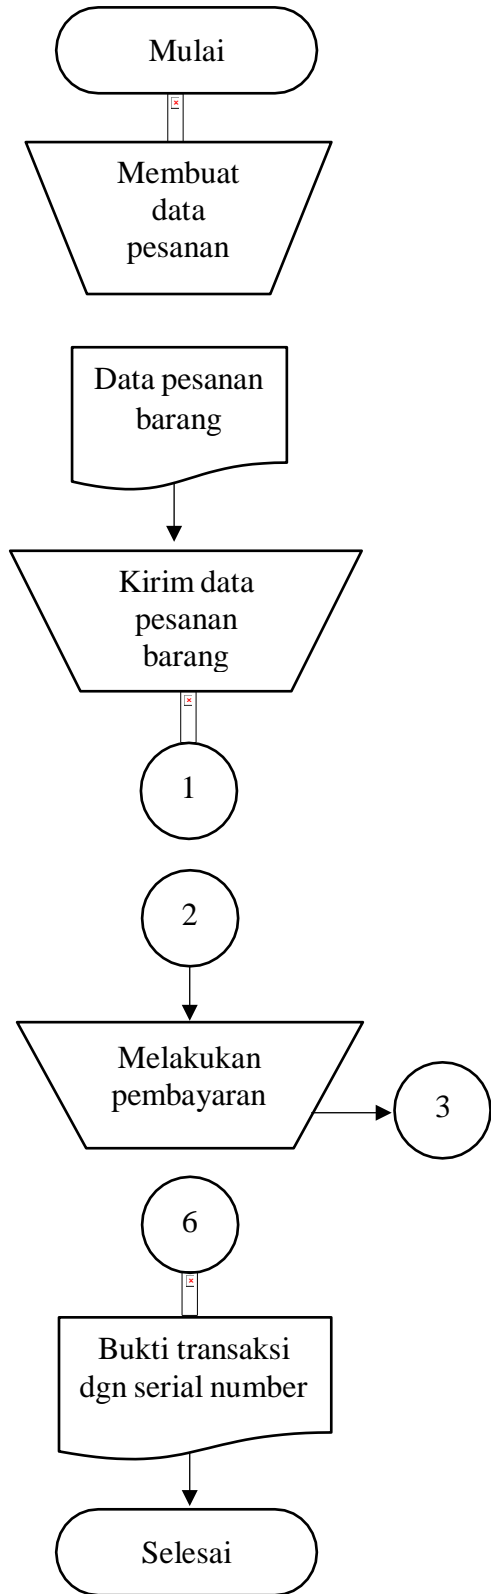 Mulai
Membuat
data
pesanan
Data pesanan
barang
Kirim data
pesanan
barang
1
2
Melakukan
pembayaran
3
6
Bukti transaksi
dgn serial number
Selesai